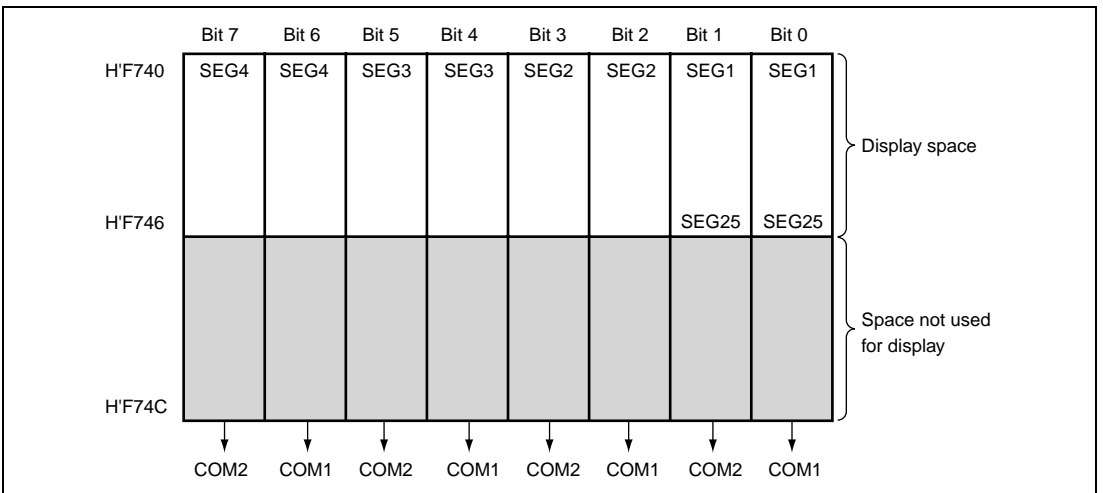 Bit 7 Bit 6 Bit 5 Bit 4 Bit 3 Bit 2 Bit 1 Bit 0
H'F740 SEG4 SEG4 SEG3 SEG3 SEG2 SEG2 SEG1 SEG1
Display space
H'F746 SEG25 SEG25
Space not used
for display
H'F74C
COM2 COM1 COM2 COM1 COM2 COM1 COM2 COM1